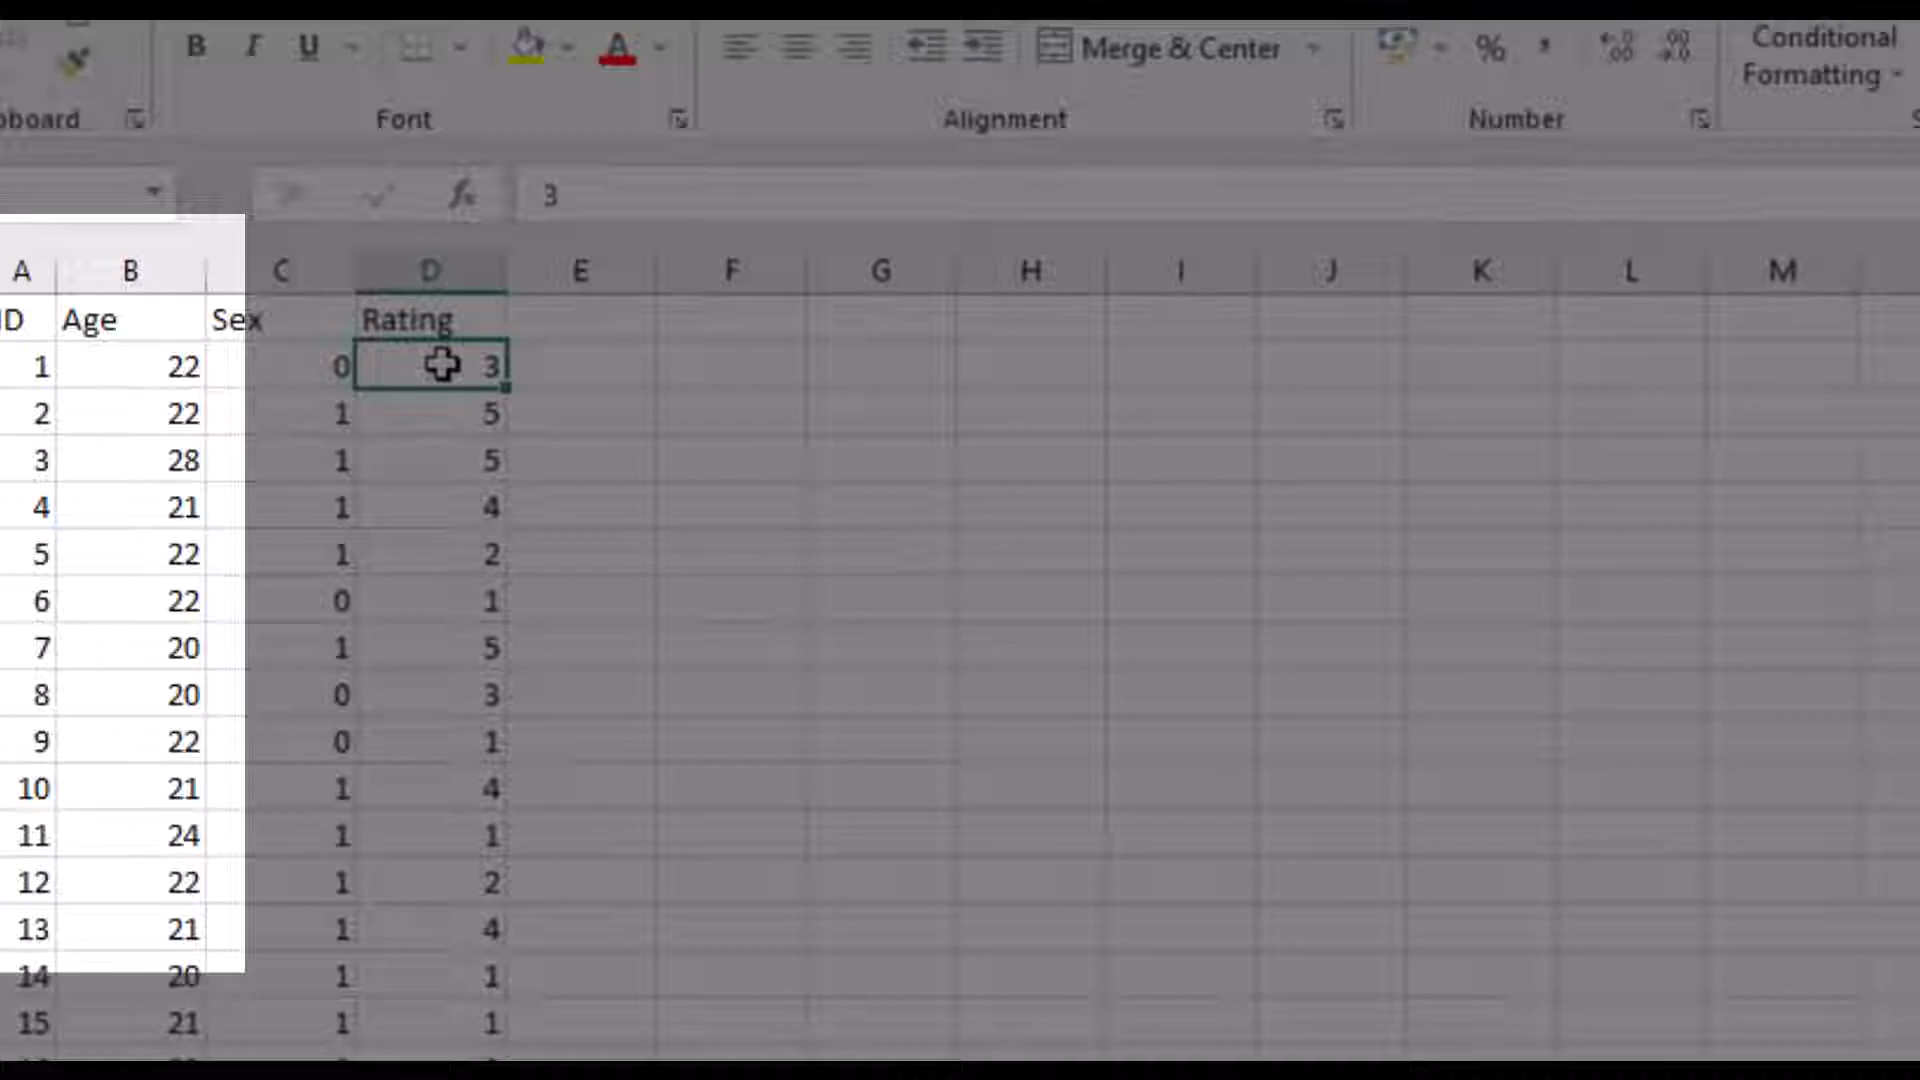 B I U A Merge & Center % , Conditional
Formatting
Font Alignment Number
fx 3
A B C D E F G H I J K L M
ID Age Sex Rating
1 22 0 3
2 22 1 5
3 28 1 5
4 21 1 4
5 22 1 2
6 22 0 1
7 20 1 5
8 20 0 3
9 22 0 1
10 21 1 4
11 24 1 1
12 22 1 2
13 21 1 4
14 20 1 1
15 21 1 1